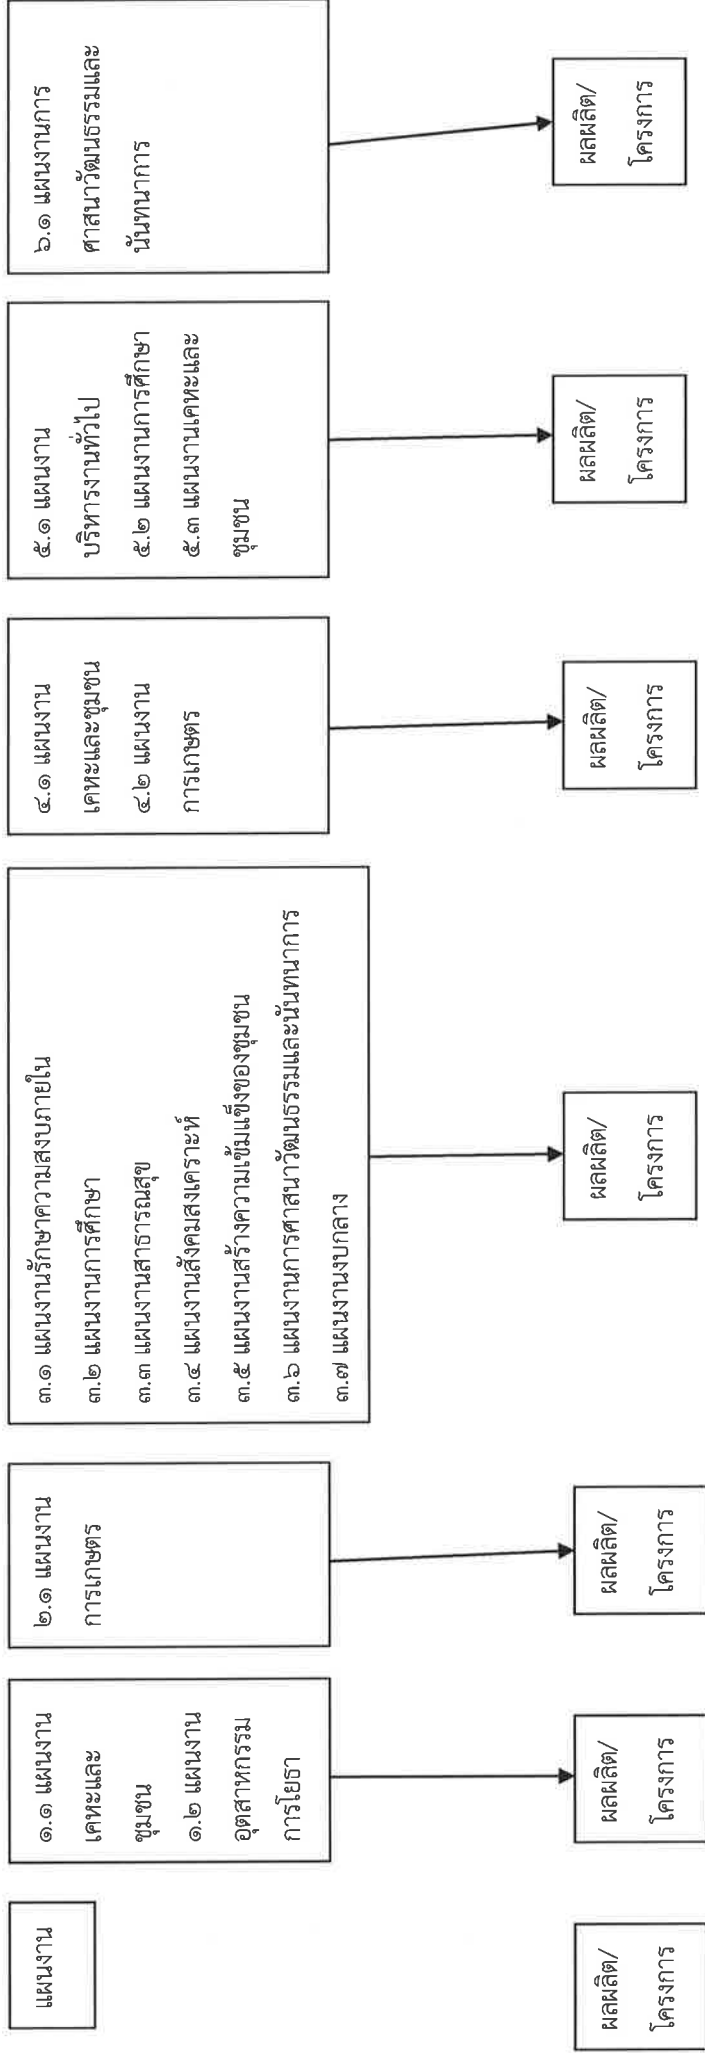 แผนงาน
๑.๑ แผนงาน
เคหะและ
ชุมชน
๑.๒ แผนงาน
อุตสาหกรรม
การโยธา
๒.๑ แผนงาน
การเกษตร
๓.๑ แผนงานรักษาความสงบภายใน
๓.๒ แผนงานการศึกษา
๓.๓ แผนงานสาธารณสุข
๓.๔ แผนงานสังคมสงเคราะห์
๓.๕ แผนงานสร้างความเข้มแข็งของชุมชน
๓.๖ แผนงานการศาสนาวัฒนธรรมและนันทนาการ
๓.๗ แผนงานงบกลาง
๔.๑ แผนงาน
เคหะและชุมชน
๔.๒ แผนงาน
การเกษตร
๕.๑ แผนงาน
บริหารงานทั่วไป
๕.๒ แผนงานการศึกษา
๕.๓ แผนงานเคหะและ
ชุมชน
๖.๑ แผนงานการ
ศาสนาวัฒนธรรมและ
นันทนาการ
ผลผลิต/
โครงการ
ผลผลิต/
โครงการ
ผลผลิต/
โครงการ
ผลผลิต/
โครงการ
ผลผลิต/
โครงการ
ผลผลิต/
โครงการ
ผลผลิต/
โครงการ